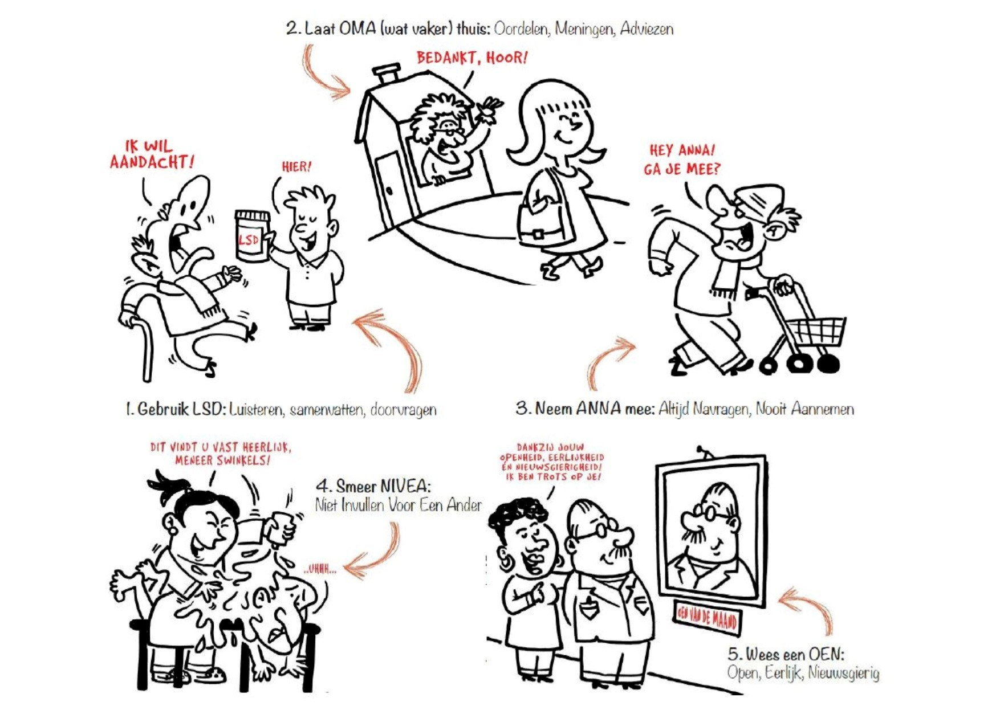 2. Laat OMA (wat vaker) thuis: Oordelen, Meningen, Adviezen
BEDANKT, HOOR!
IK WIL
AANDACHT!
HIER!
LSD
HEY ANNA!
GA JE MEE?
1. Gebruik LSD: Luisteren, samenvatten, doorvragen
3. Neem ANNA mee: Altijd Navragen, Nooit Aannemen
DIT VINDT U VAST HEERLIJK,
MENEER SWINKELS!
4. Smeer NIVEA:
Niet Invullen Voor Een Ander
..UHHH...
DANKZIJ JOUW
OPENHEID, EERLIJKHEID
ÉN NIEUWSGIERIGHEID!
IK BEN TROTS OP JE!
OEN VAN DE MAAND
5. Wees een OEN:
Open, Eerlijk, Nieuwsgierig